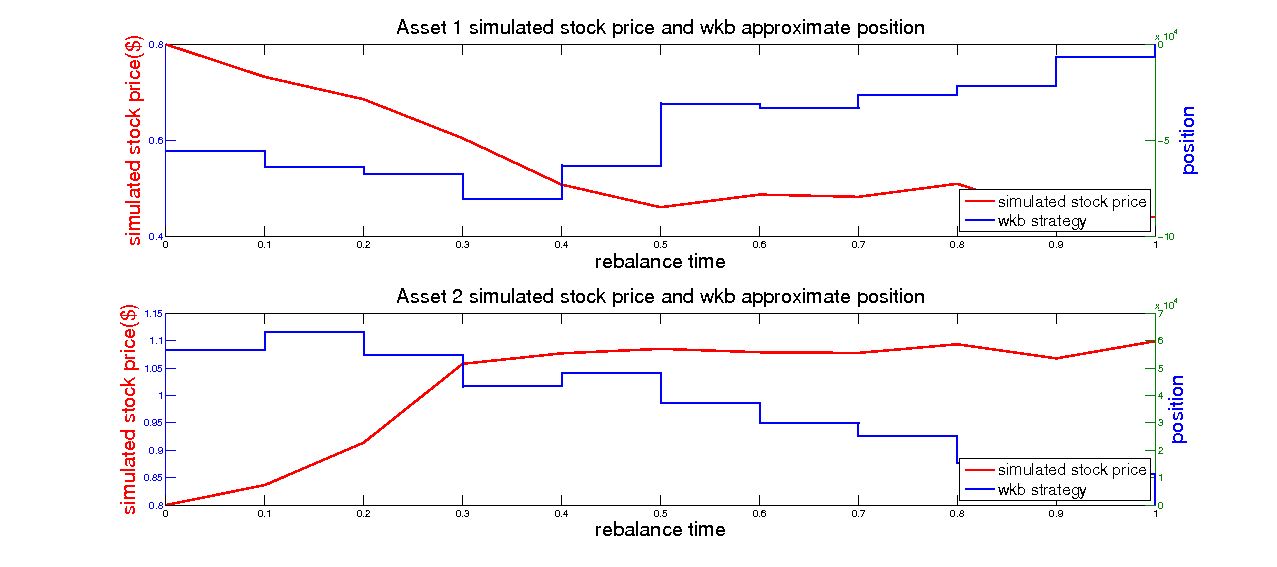 Asset 1 simulated stock price and wkb approximate position
x 10^4
simulated stock price($)
0.8
0.6
0.4
0
−5
−10
position
simulated stock price
wkb strategy
0 0.1 0.2 0.3 0.4 0.5 0.6 0.7 0.8 0.9 1
rebalance time
Asset 2 simulated stock price and wkb approximate position
x 10^4
simulated stock price($)
1.15
1.1
1.05
1
0.95
0.9
0.85
0.8
7
6
5
4
3
2
1
0
position
simulated stock price
wkb strategy
0 0.1 0.2 0.3 0.4 0.5 0.6 0.7 0.8 0.9 1
rebalance time